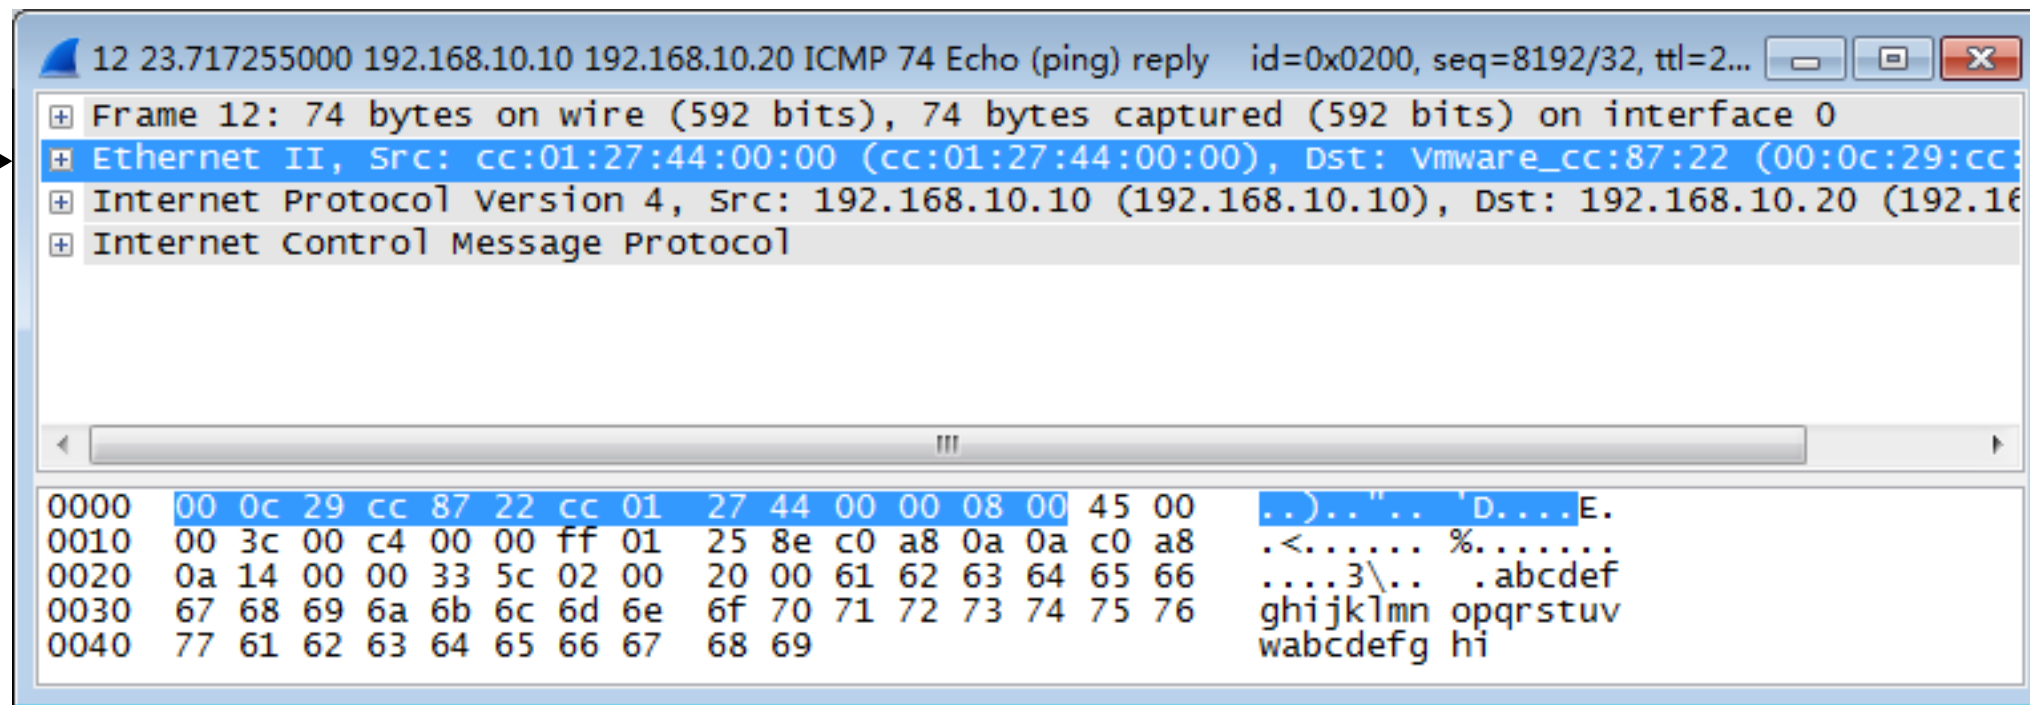 12 23.717255000 192.168.10.10 192.168.10.20 ICMP 74 Echo (ping) reply id=0x0200, seq=8192/32, ttl=2...
Frame 12: 74 bytes on wire (592 bits), 74 bytes captured (592 bits) on interface 0
Ethernet II, Src: cc:01:27:44:00:00 (cc:01:27:44:00:00), Dst: Vmware_cc:87:22 (00:0c:29:cc:
Internet Protocol Version 4, Src: 192.168.10.10 (192.168.10.10), Dst: 192.168.10.20 (192.16
Internet Control Message Protocol
0000 00 0c 29 cc 87 22 cc 01 27 44 00 00 08 00 45 00 ..)..".. 'D....E.
0010 00 3c 00 c4 00 00 ff 01 25 8e c0 a8 0a 0a c0 a8 .<...... %.......
0020 0a 14 00 00 33 5c 02 00 20 00 61 62 63 64 65 66 ....3\.. .abcdef
0030 67 68 69 6a 6b 6c 6d 6e 6f 70 71 72 73 74 75 76 ghijklmn opqrstuv
0040 77 61 62 63 64 65 66 67 68 69 wabcdefg hi